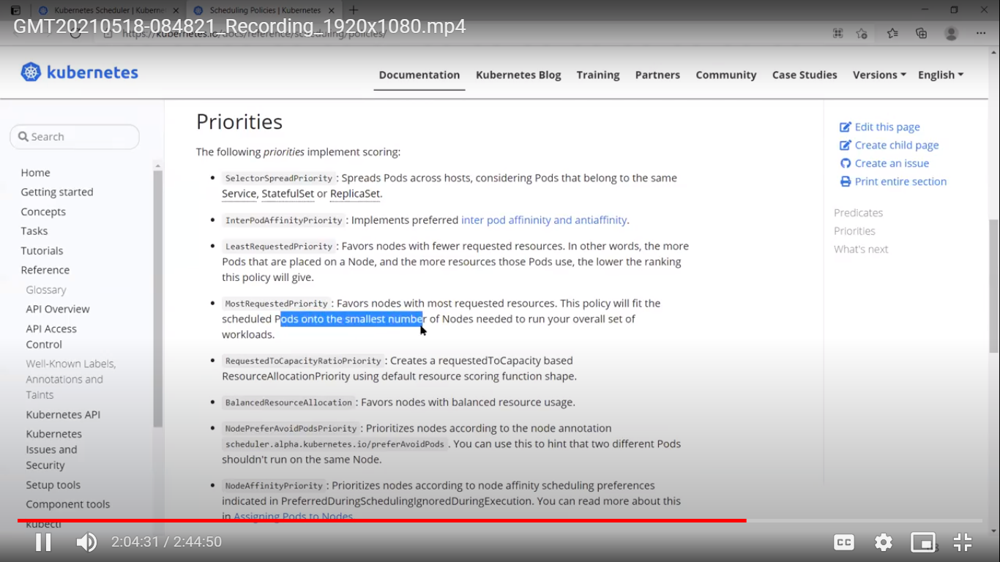 Kubernetes Scheduler | Kuberne
Scheduling Policies | Kubernetes
GMT20210518-084821_Recording_1920x1080.mp4
https://kubernetes.io/docs/reference/scheduling/policies/
kubernetes
Documentation Kubernetes Blog Training Partners Community Case Studies Versions English
Search
Home
Getting started
Concepts
Tasks
Tutorials
Reference
Glossary
API Overview
API Access
Control
Well-Known Labels,
Annotations and
Taints
Kubernetes API
Kubernetes
Issues and
Security
Setup tools
Component tools
kubectl
Priorities
The following priorities implement scoring:
• SelectorSpreadPriority : Spreads Pods across hosts, considering Pods that belong to the same
Service, StatefulSet or ReplicaSet.
• InterPodAffinityPriority : Implements preferred inter pod affininity and antiaffinity.
• LeastRequestedPriority : Favors nodes with fewer requested resources. In other words, the more
Pods that are placed on a Node, and the more resources those Pods use, the lower the ranking
this policy will give.
• MostRequestedPriority : Favors nodes with most requested resources. This policy will fit the
scheduled Pods onto the smallest number of Nodes needed to run your overall set of
workloads.
• RequestedToCapacityRatioPriority : Creates a requestedToCapacity based
ResourceAllocationPriority using default resource scoring function shape.
• BalancedResourceAllocation : Favors nodes with balanced resource usage.
• NodePreferAvoidPodsPriority : Prioritizes nodes according to the node annotation
scheduler.alpha.kubernetes.io/preferAvoidPods . You can use this to hint that two different Pods
shouldn't run on the same Node.
• NodeAffinityPriority : Prioritizes nodes according to node affinity scheduling preferences
indicated in PreferredDuringSchedulingIgnoredDuringExecution. You can read more about this
in Assigning Pods to Nodes.
Edit this page
Create child page
Create an issue
Print entire section
Predicates
Priorities
What's next
2:04:31 / 2:44:50
CC